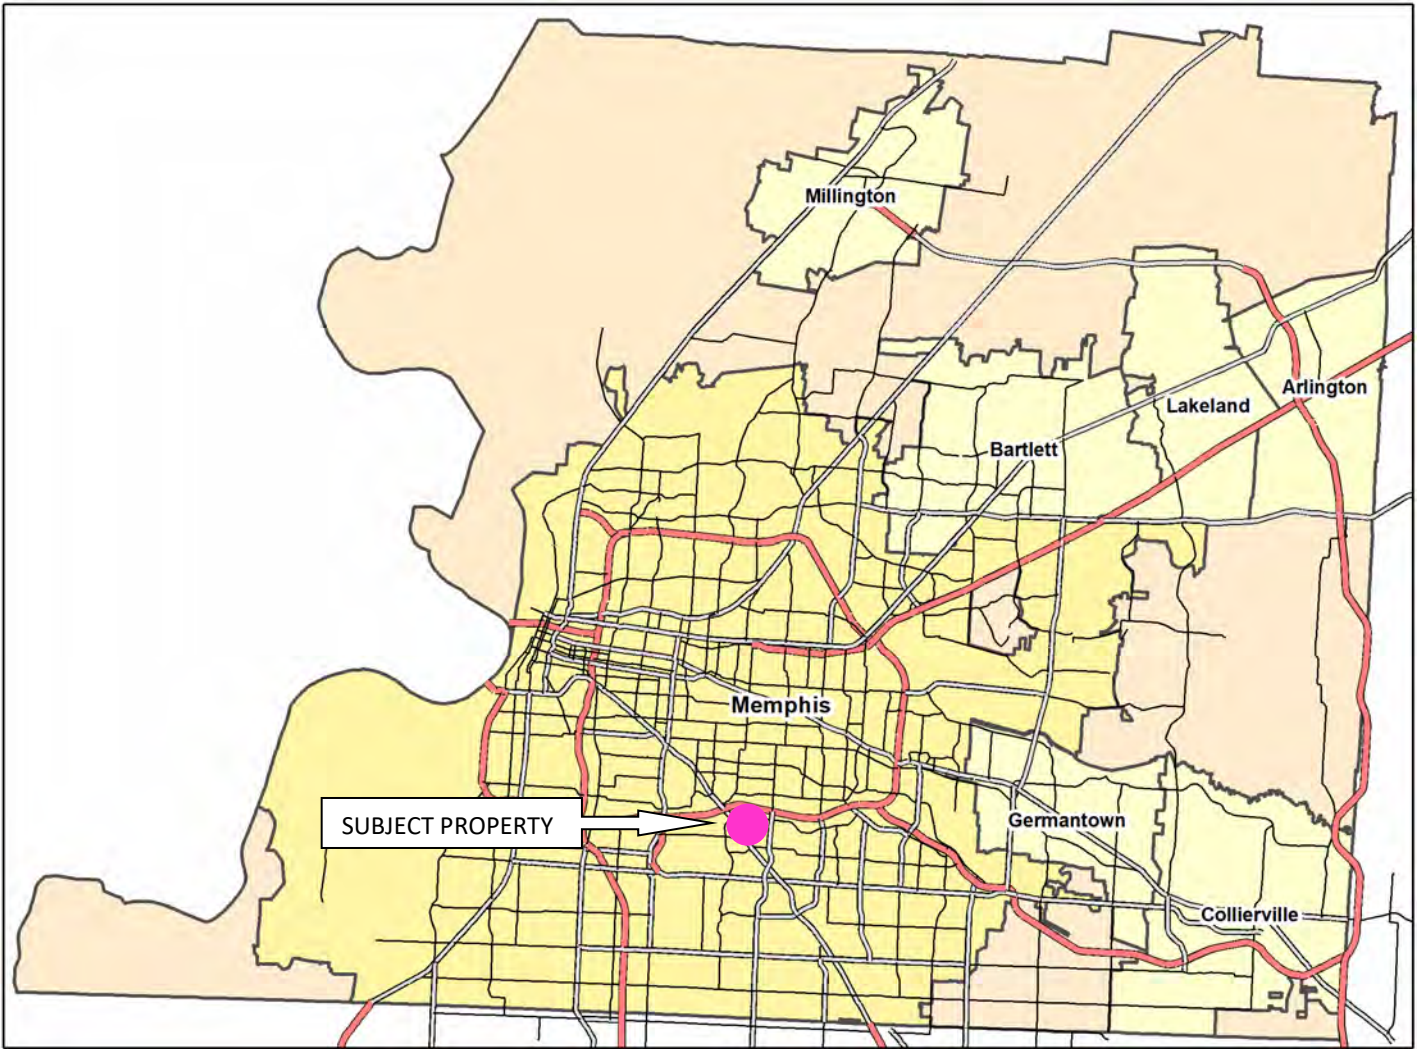 Millington
Arlington
Lakeland
Bartlett
Memphis
SUBJECT PROPERTY
Germantown
Collierville